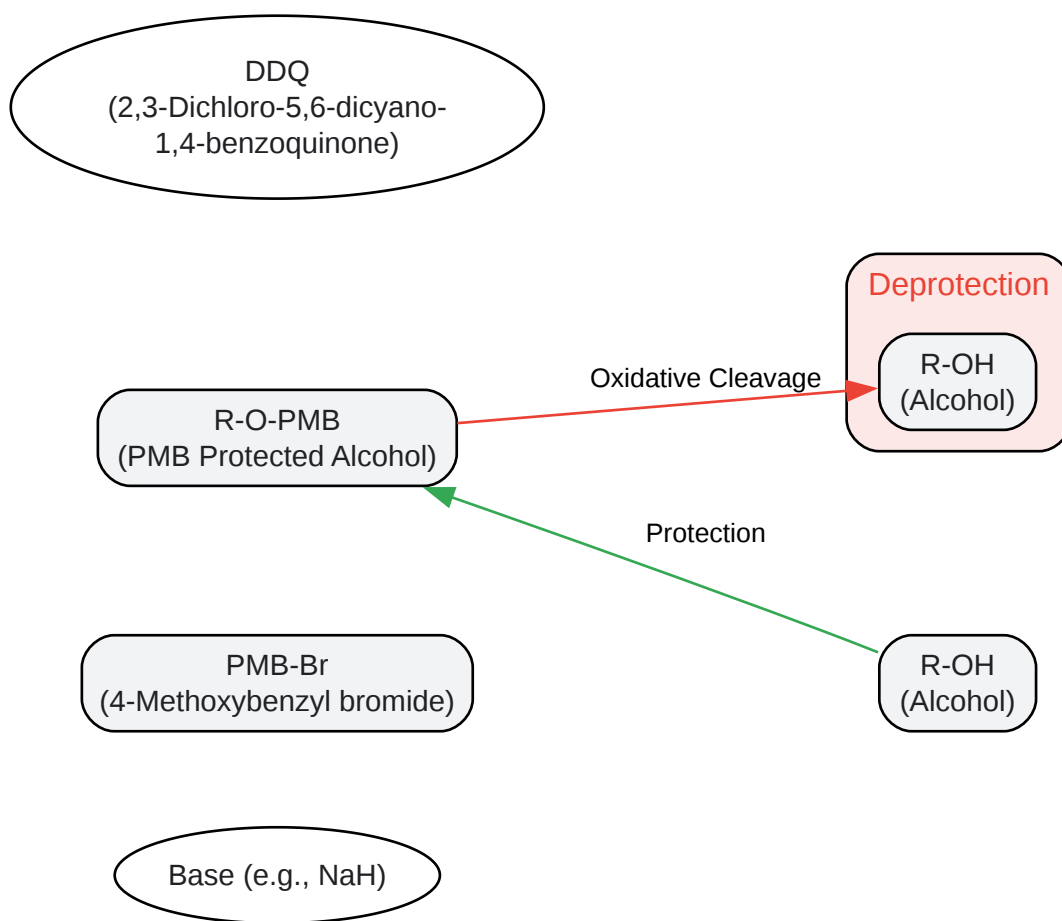 DDQ
(2,3-Dichloro-5,6-dicyano-
1,4-benzoquinone)
Deprotection
R-OH
(Alcohol)
Oxidative Cleavage
R-O-PMB
(PMB Protected Alcohol)
Protection
PMB-Br
(4-Methoxybenzyl bromide)
R-OH
(Alcohol)
Base (e.g., NaH)